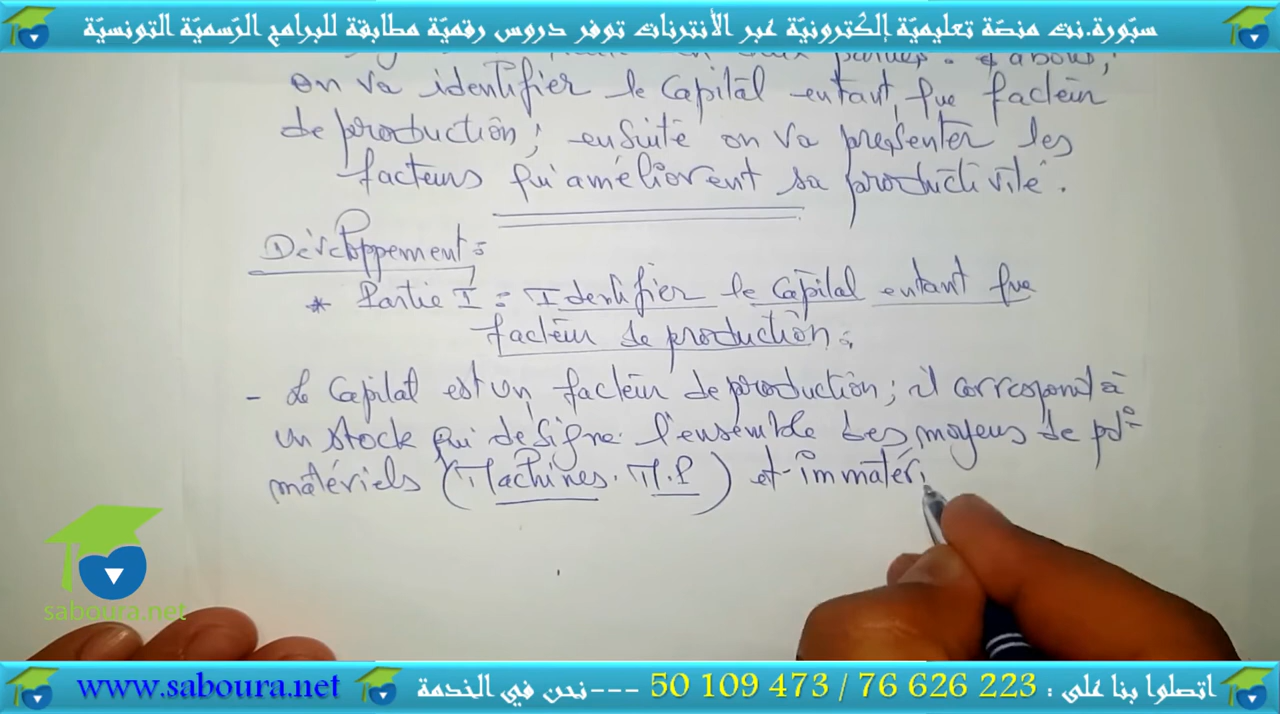 سبّورة.نت منصّة تعليميّة إلكترونيّة عبر الأنترنات توفر دروس رقميّة مطابقة للبرامج الرّسميّة التونسيّة
d'abord,
on va identifier le capital entant que facteur
de production; ensuite on va présenter les
facteurs qui améliorent sa productivité.
Développement:
* Partie I: Identifier le capital entant que
facteur de production:
- Le Capital est un facteur de production; il correspond à
un stock qui désigne l'ensemble des moyens de pd°
matériels (Machines. M.P) et immatéri
saboura.net
www.saboura.net اتصلوا بنا على : 50 109 473 / 76 626 223 ---نحن في الخدمة